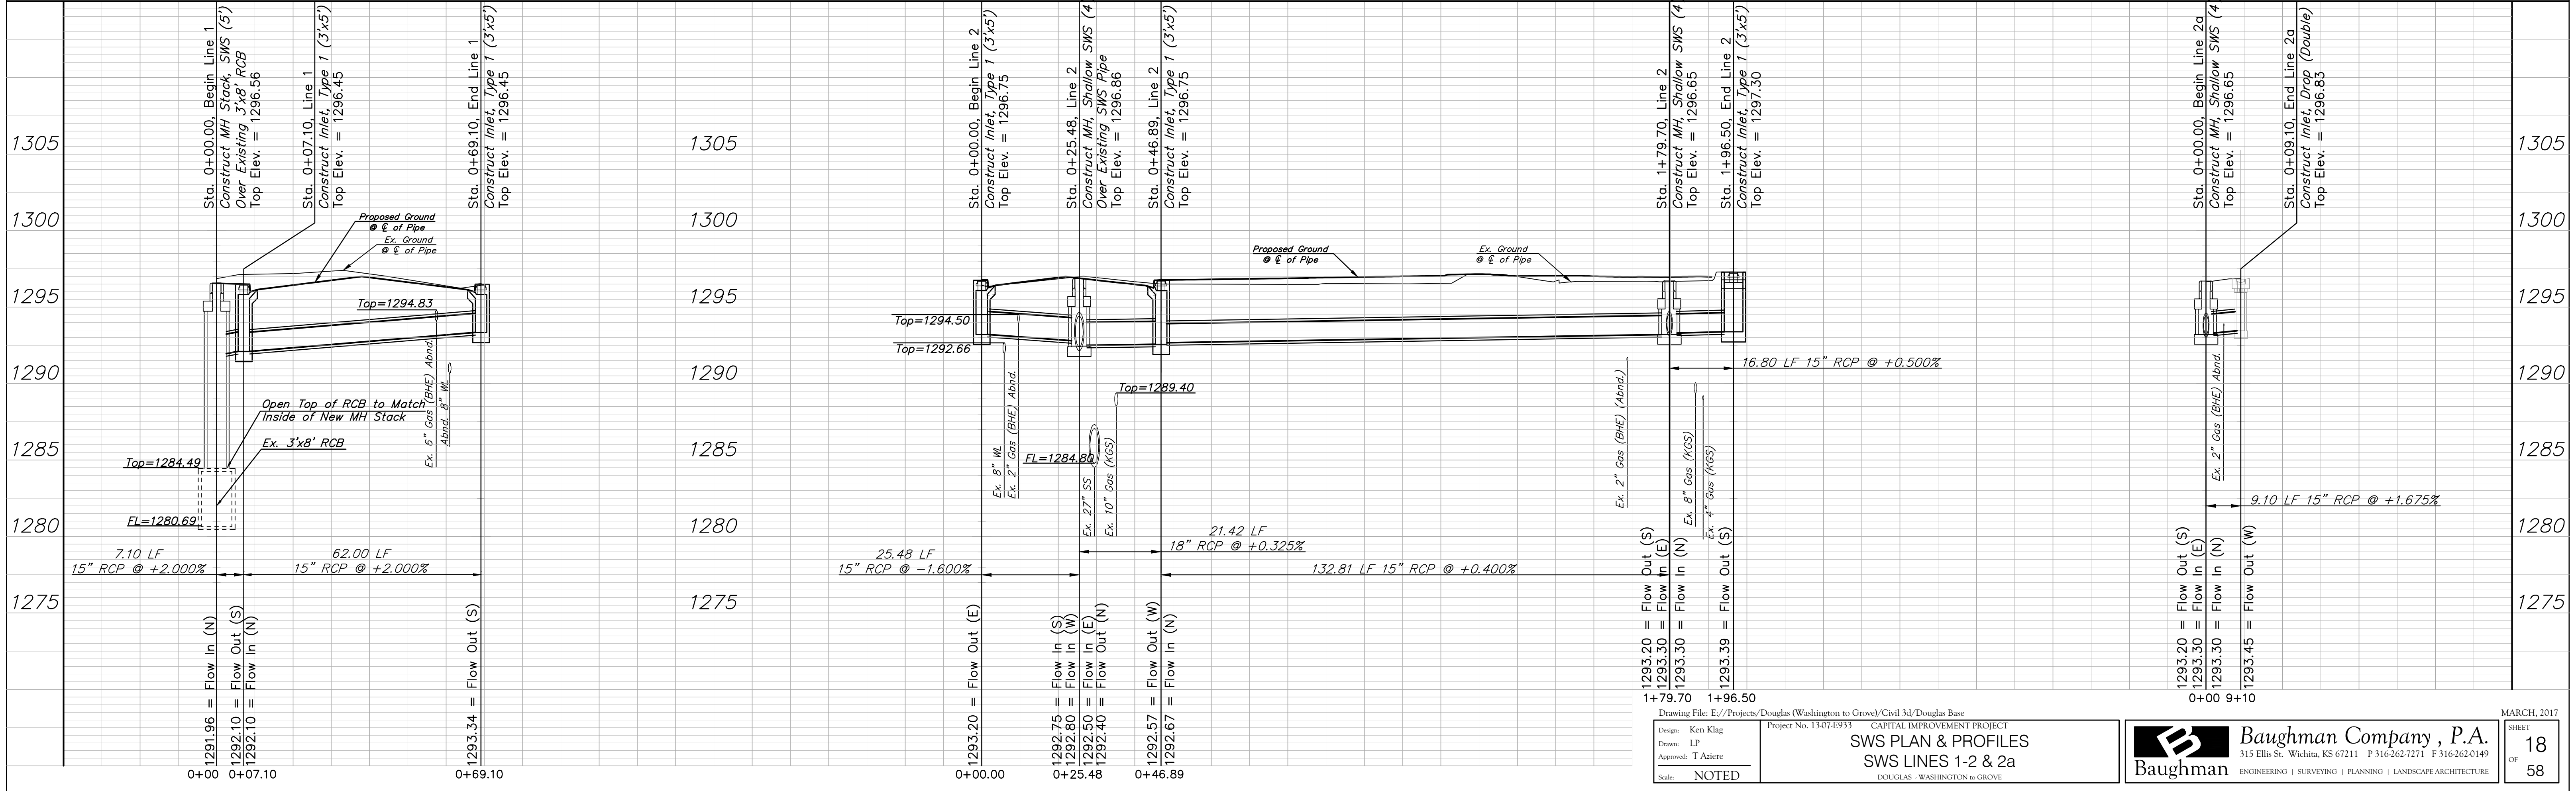 Sta. 0+00.00, Begin Line 1
Construct MH Stack, SWS (5')
Over Existing 3'x8' RCB
Top Elev. = 1296.56
Sta. 0+07.10, Line 1
Construct Inlet, Type 1 (3'x5')
Top Elev. = 1296.45
Sta. 0+69.10, End Line 1
Construct Inlet, Type 1 (3'x5')
Top Elev. = 1296.45
Sta. 0+00.00, Begin Line 2
Construct Inlet, Type 1 (3'x5')
Top Elev. = 1296.75
Sta. 0+25.48, Line 2
Construct MH, Shallow SWS (4'
Over Existing SWS Pipe
Top Elev. = 1296.86
Sta. 0+46.89, Line 2
Construct Inlet, Type 1 (3'x5')
Top Elev. = 1296.75
Sta. 1+79.70, Line 2
Construct MH, Shallow SWS (4'
Top Elev. = 1296.65
Sta. 1+96.50, End Line 2
Construct Inlet, Type 1 (3'x5')
Top Elev. = 1297.30
Sta. 0+00.00, Begin Line 2a
Construct MH, Shallow SWS (4'
Top Elev. = 1296.65
Sta. 0+09.10, End Line 2a
Construct Inlet, Drop (Double)
Top Elev. = 1296.83
1305
1300
1295
1290
1285
1280
1275
1305
1300
1295
1290
1285
1280
1275
1305
1300
1295
1290
1285
1280
1275
Proposed Ground
@ ℄ of Pipe
Ex. Ground
@ ℄ of Pipe
Top=1294.83
Ex. 6" Gas (BHE) Abnd.
Abnd. 8" WL
Open Top of RCB to Match
Inside of New MH Stack
Ex. 3'x8' RCB
Top=1284.49
FL=1280.69
7.10 LF
15" RCP @ +2.000%
62.00 LF
15" RCP @ +2.000%
1291.96 = Flow In (N)
1292.10 = Flow Out (S)
1292.10 = Flow In (N)
1293.34 = Flow Out (S)
0+00
0+07.10
0+69.10
Top=1294.50
Top=1292.66
Ex. 8" WL
Ex. 2" Gas (BHE) Abnd.
FL=1284.80
Ex. 27" SS
Ex. 10" Gas (KGS)
Top=1289.40
Proposed Ground
@ ℄ of Pipe
Ex. Ground
@ ℄ of Pipe
Ex. 2" Gas (BHE) (Abnd.)
Ex. 8" Gas (KGS)
Ex. 4" Gas (KGS)
16.80 LF 15" RCP @ +0.500%
25.48 LF
15" RCP @ -1.600%
21.42 LF
18" RCP @ +0.325%
132.81 LF 15" RCP @ +0.400%
1293.20 = Flow Out (E)
1292.75 = Flow In (S)
1292.80 = Flow In (W)
1292.50 = Flow In (E)
1292.40 = Flow Out (N)
1292.57 = Flow Out (W)
1292.67 = Flow In (N)
1293.20 = Flow Out (S)
1293.30 = Flow In (E)
1293.30 = Flow In (N)
1293.39 = Flow Out (S)
0+00.00
0+25.48
0+46.89
1+79.70
1+96.50
Ex. 2" Gas (BHE) Abnd.
9.10 LF 15" RCP @ +1.675%
1293.20 = Flow Out (S)
1293.30 = Flow In (E)
1293.30 = Flow In (N)
1293.45 = Flow Out (W)
0+00
9+10
Drawing File: E://Projects/Douglas (Washington to Grove)/Civil 3d/Douglas Base
MARCH, 2017
Design: Ken Klag
Drawn: LP
Approved: T Aziere
Scale: NOTED
Project No. 13-07-E933
CAPITAL IMPROVEMENT PROJECT
SWS PLAN & PROFILES
SWS LINES 1-2 & 2a
DOUGLAS - WASHINGTON to GROVE
Baughman
Baughman Company, P.A.
315 Ellis St. Wichita, KS 67211 P 316-262-7271 F 316-262-0149
ENGINEERING | SURVEYING | PLANNING | LANDSCAPE ARCHITECTURE
SHEET
18
OF
58